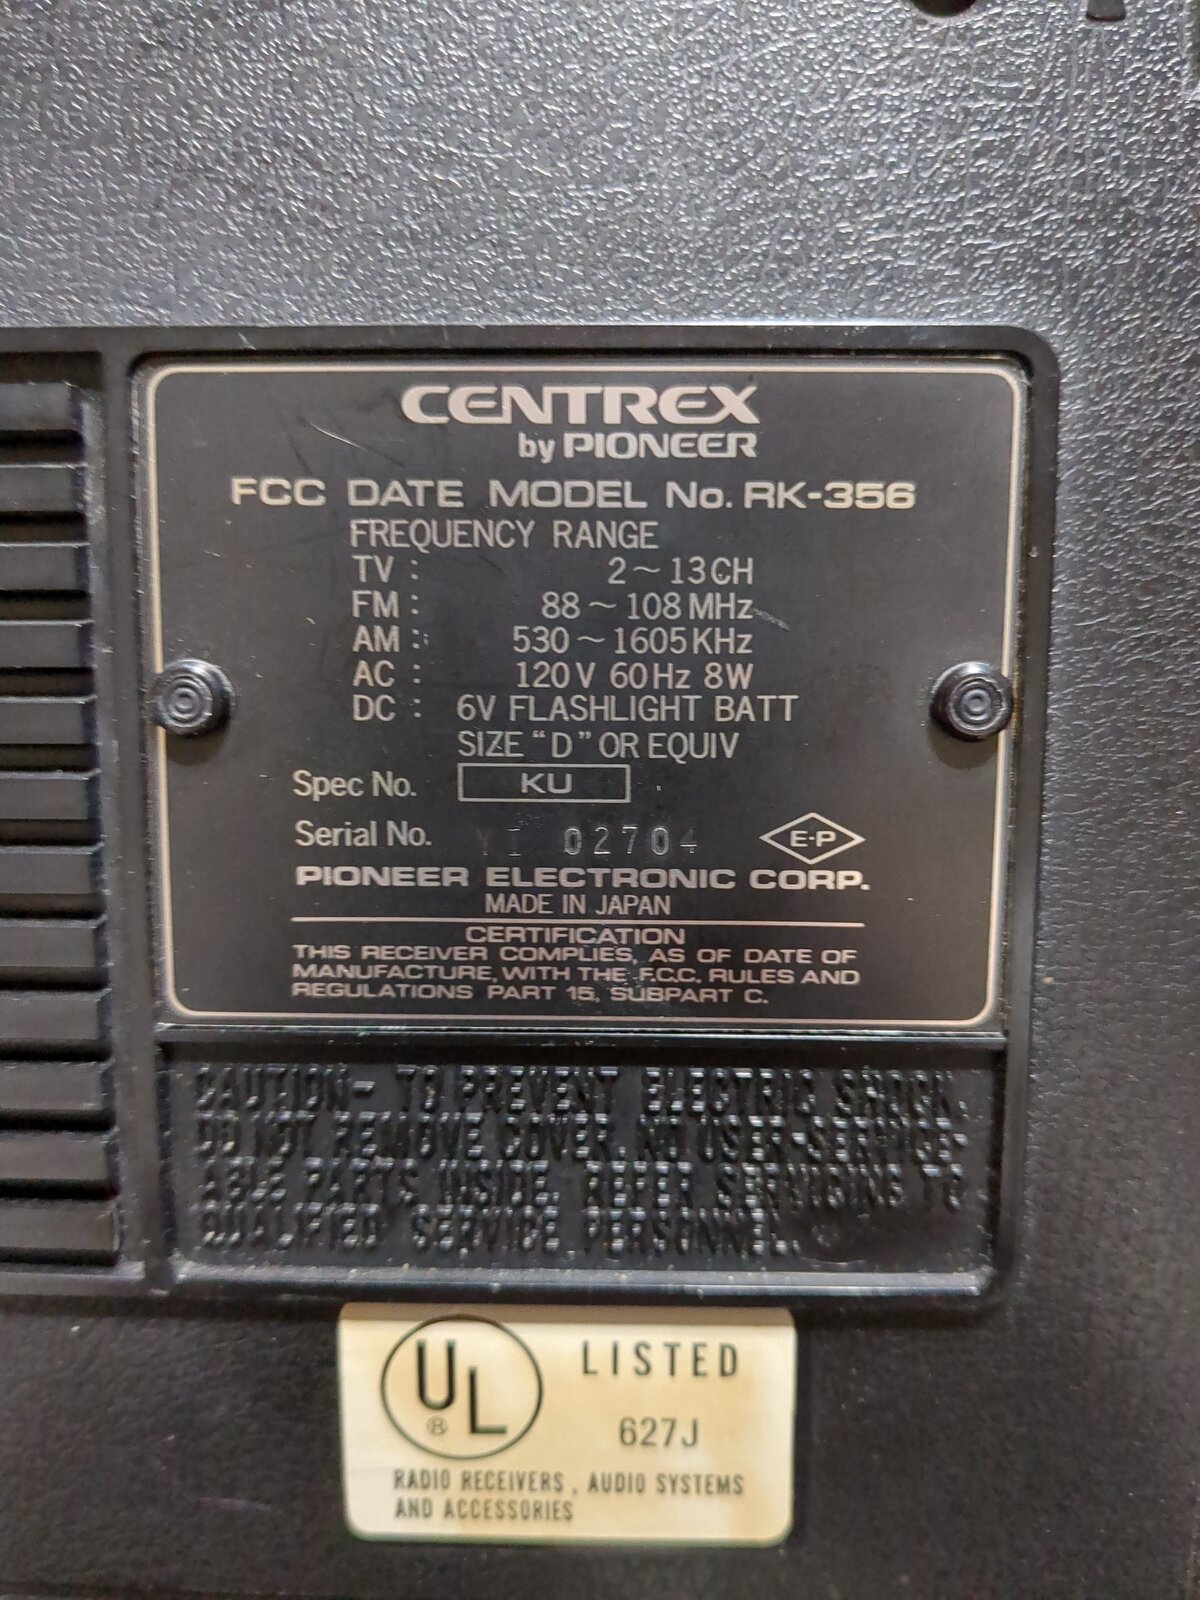 CENTREX
by PIONEER
FCC DATE MODEL No. RK-356
FREQUENCY RANGE
TV : 2~13CH
FM : 88~108MHz
AM : 530~1605KHz
AC : 120V 60Hz 8W
DC : 6V FLASHLIGHT BATT
SIZE "D" OR EQUIV
Spec No. KU
Serial No. YI 02704
E-P
PIONEER ELECTRONIC CORP.
MADE IN JAPAN
CERTIFICATION
THIS RECEIVER COMPLIES, AS OF DATE OF
MANUFACTURE, WITH THE F.C.C. RULES AND
REGULATIONS PART 15, SUBPART C.
CAUTION- TO PREVENT ELECTRIC SHOCK,
DO NOT REMOVE COVER. NO USER-SERVICE-
ABLE PARTS INSIDE. REFER SERVICING TO
QUALIFIED SERVICE PERSONNEL.
UL ® LISTED
627J
RADIO RECEIVERS, AUDIO SYSTEMS
AND ACCESSORIES